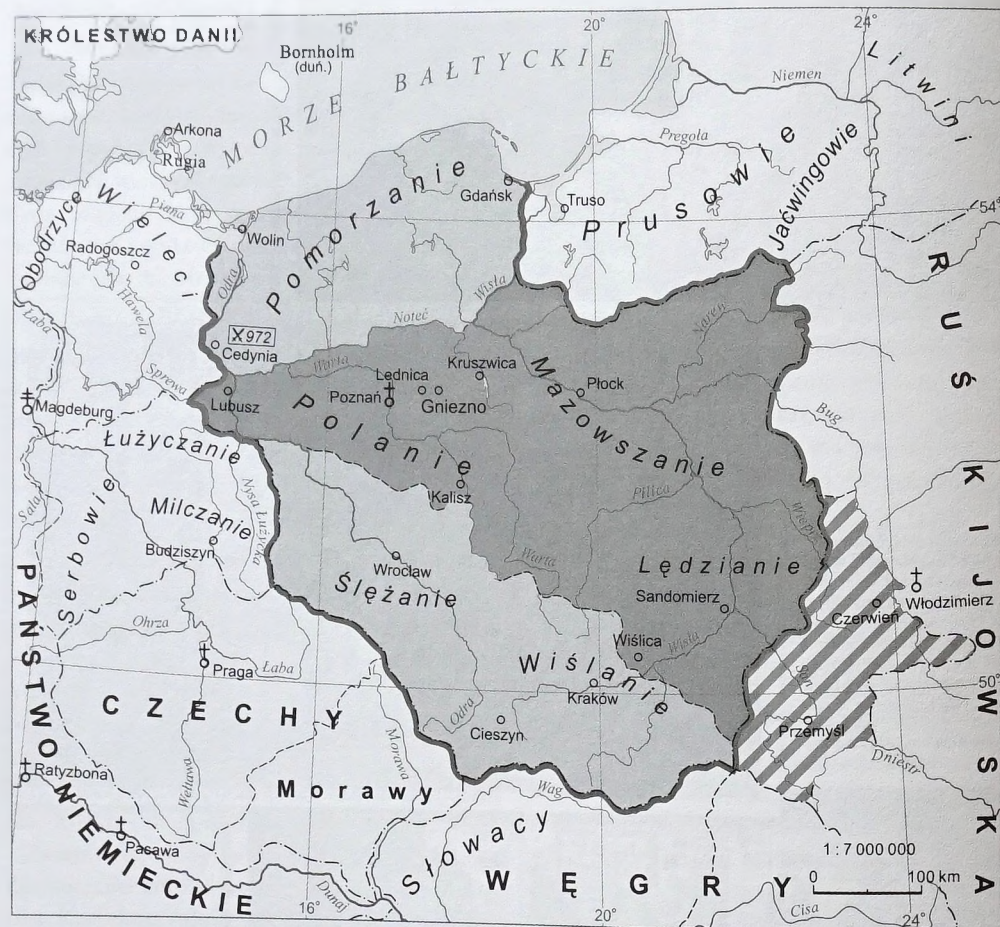 KRÓLESTWO DANII
16°
20°
24°
Bornholm
(duń.)
MORZE BAŁTYCKIE
Litwini
Niemen
Arkona
Rugia
Pregoła
Prusowie
Jaćwingowie
54°
54°
Obodrzyce
Wieleci
Piana
Radogoszcz
Wolin
Odra
Pomorzanie
Gdańsk
Truso
Hawela
Łaba
Wisła
Noteć
Narew
X 972
Cedynia
Sprewa
Warta
Lednica
Kruszwica
Płock
Poznań
Gniezno
Lubusz
Magdeburg
Polanie
Mazowszanie
Bug
Łużyczanie
Kalisz
Pilica
Wieprz
Sala
Serbowie
Milczanie
Nysa Łużycka
Budziszyn
Wrocław
Warta
Ślężanie
Lędzianie
Sandomierz
Włodzimierz
Czerwień
Ohrza
Łaba
Praga
Wiślica
Wisła
Wiślanie
Kraków
San
50°
Przemyśl
Dniestr
CZECHY
Odra
Cieszyn
Morawa
Wełtawa
Morawy
Ratyzbona
Pasawa
Wag
Słowacy
WĘGRY
PAŃSTWO NIEMIECKIE
RUŚ KIJOWSKA
Dunaj
Cisa
1 : 7 000 000
0 100 km
16°
20°
24°